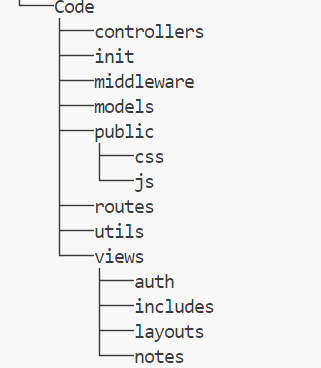 Code
controllers
init
middleware
models
public
css
js
routes
utils
views
auth
includes
layouts
notes